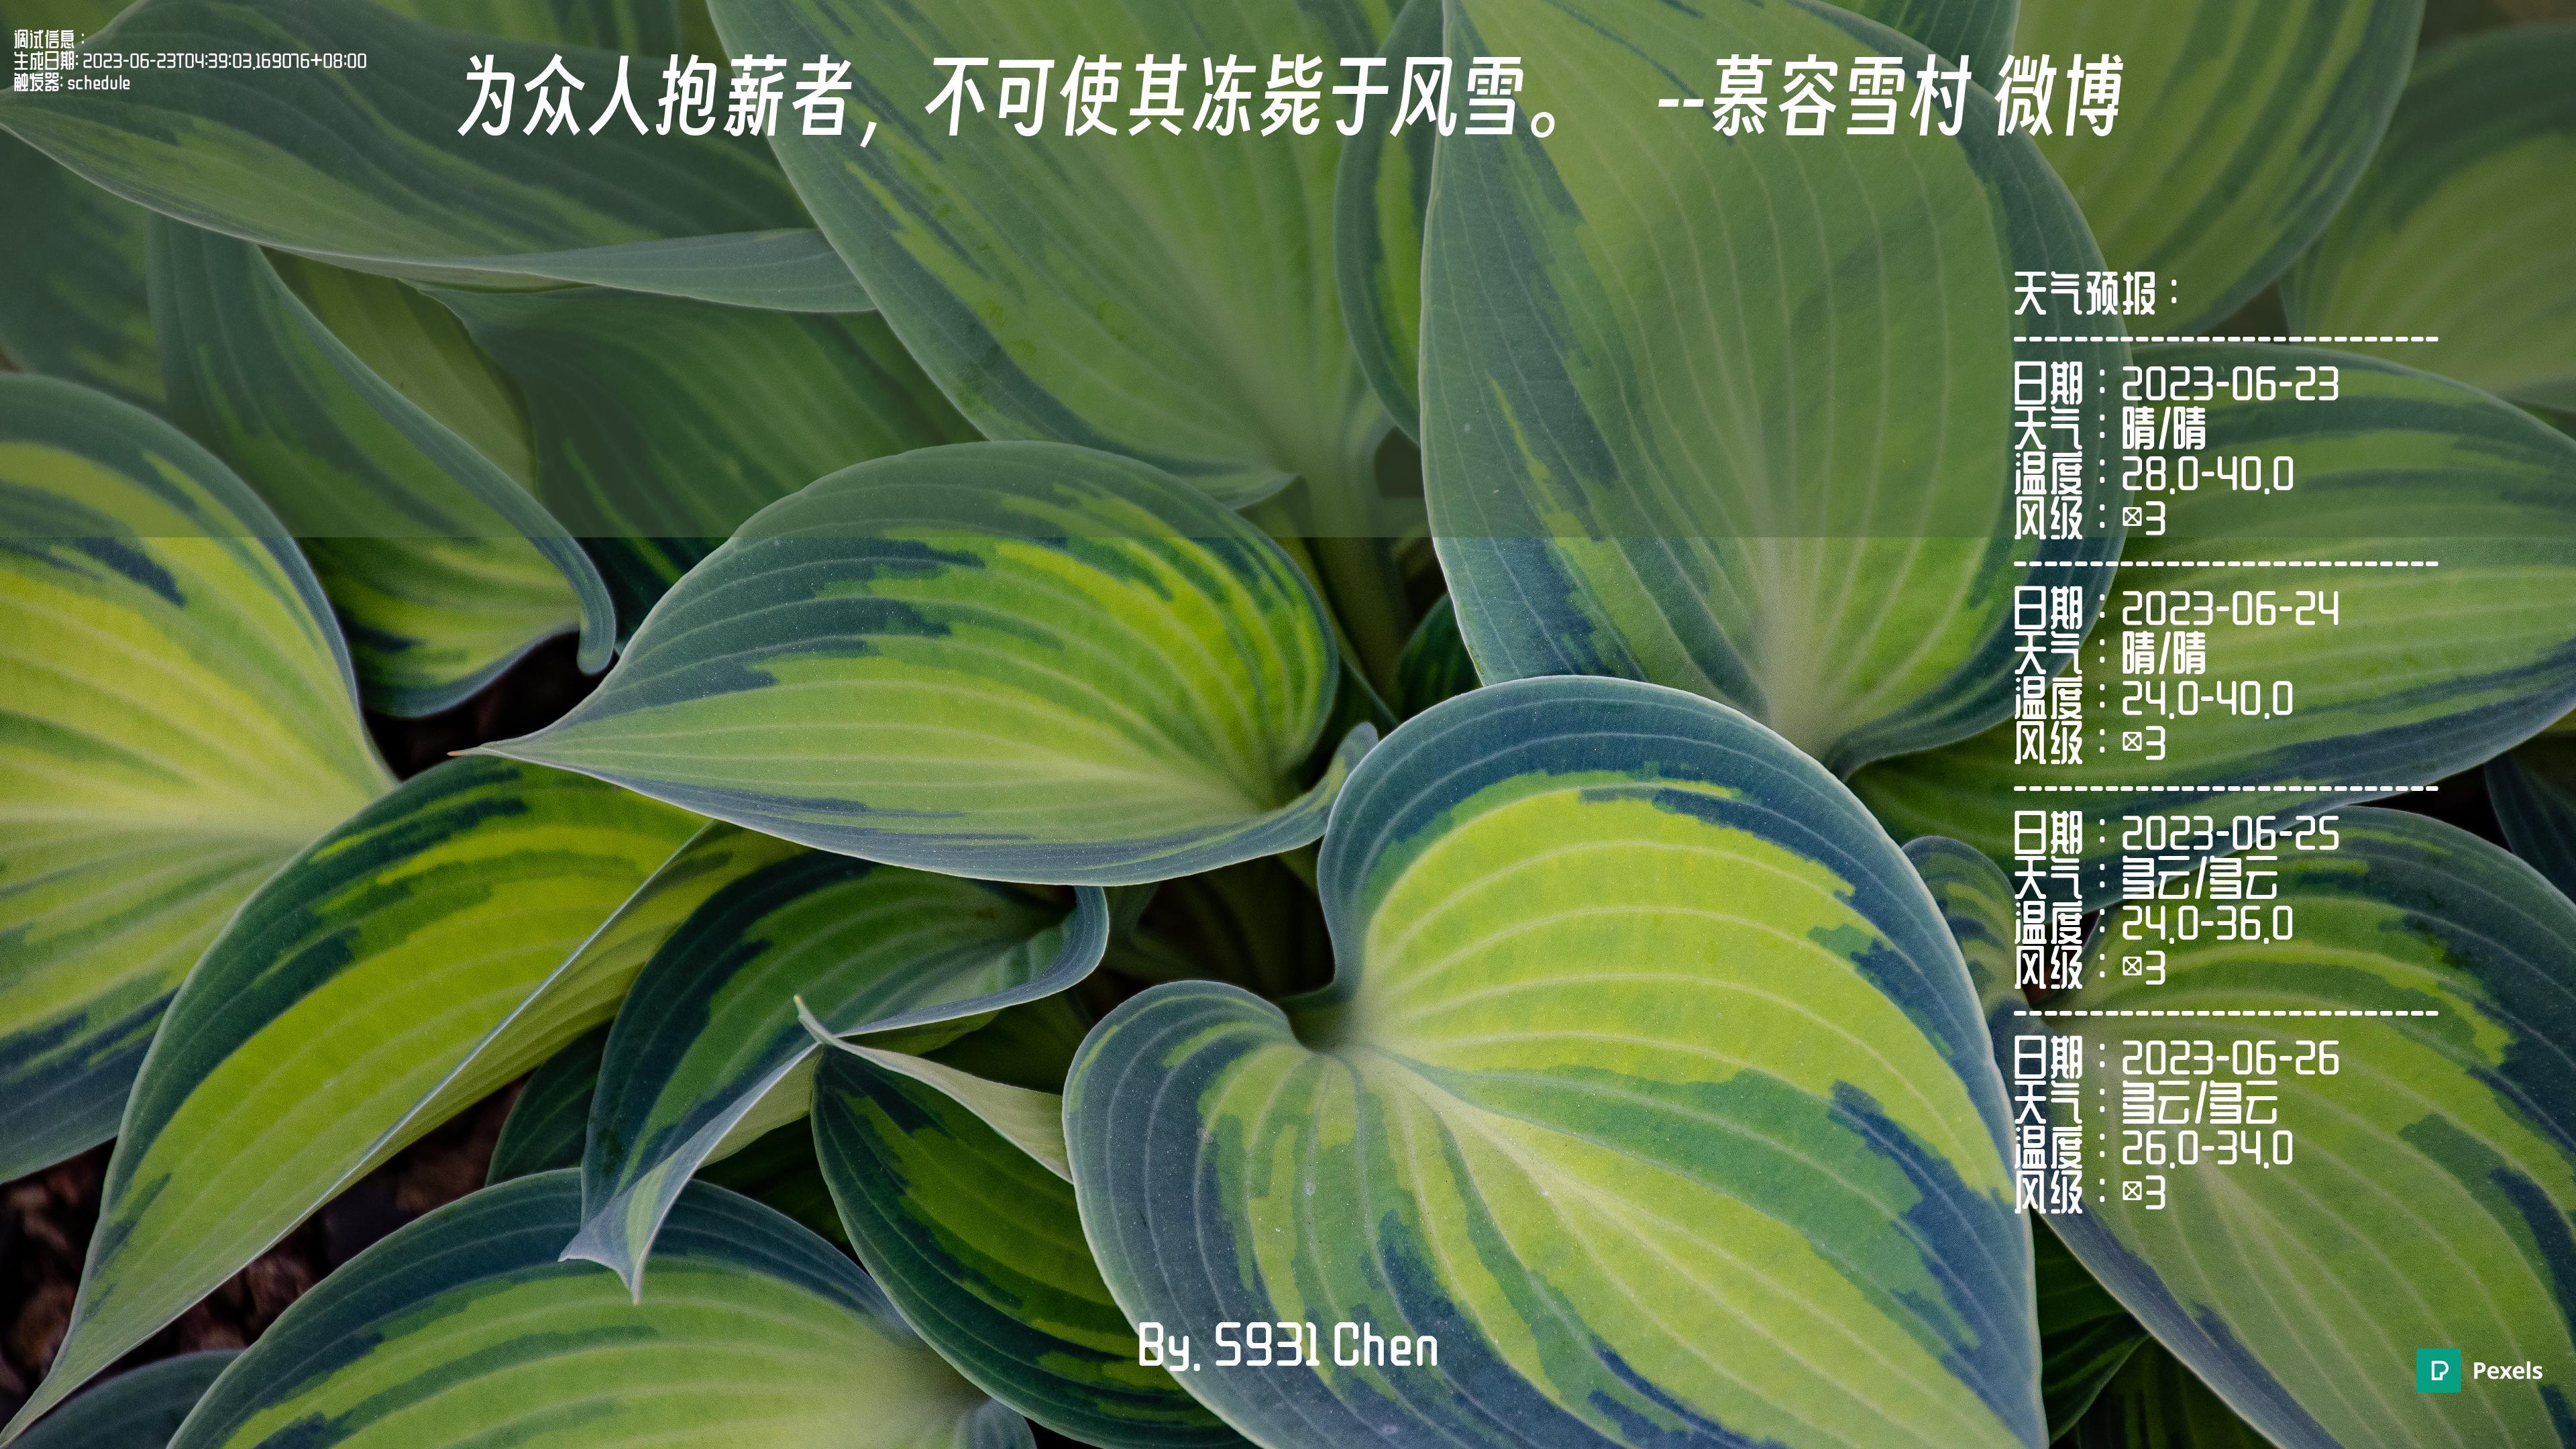 调试信息：
生成日期: 2023-06-23T04:39:03.169076+08:00
触发器: schedule
为众人抱薪者，不可使其冻毙于风雪。 --慕容雪村 微博
天气预报：
----------------------------
日期：2023-06-23
天气：晴/晴
温度：28.0-40.0
风级：3
----------------------------
日期：2023-06-24
天气：晴/晴
温度：24.0-40.0
风级：3
----------------------------
日期：2023-06-25
天气：多云/多云
温度：24.0-36.0
风级：3
----------------------------
日期：2023-06-26
天气：多云/多云
温度：26.0-34.0
风级：3
By. S931 Chen
Pexels